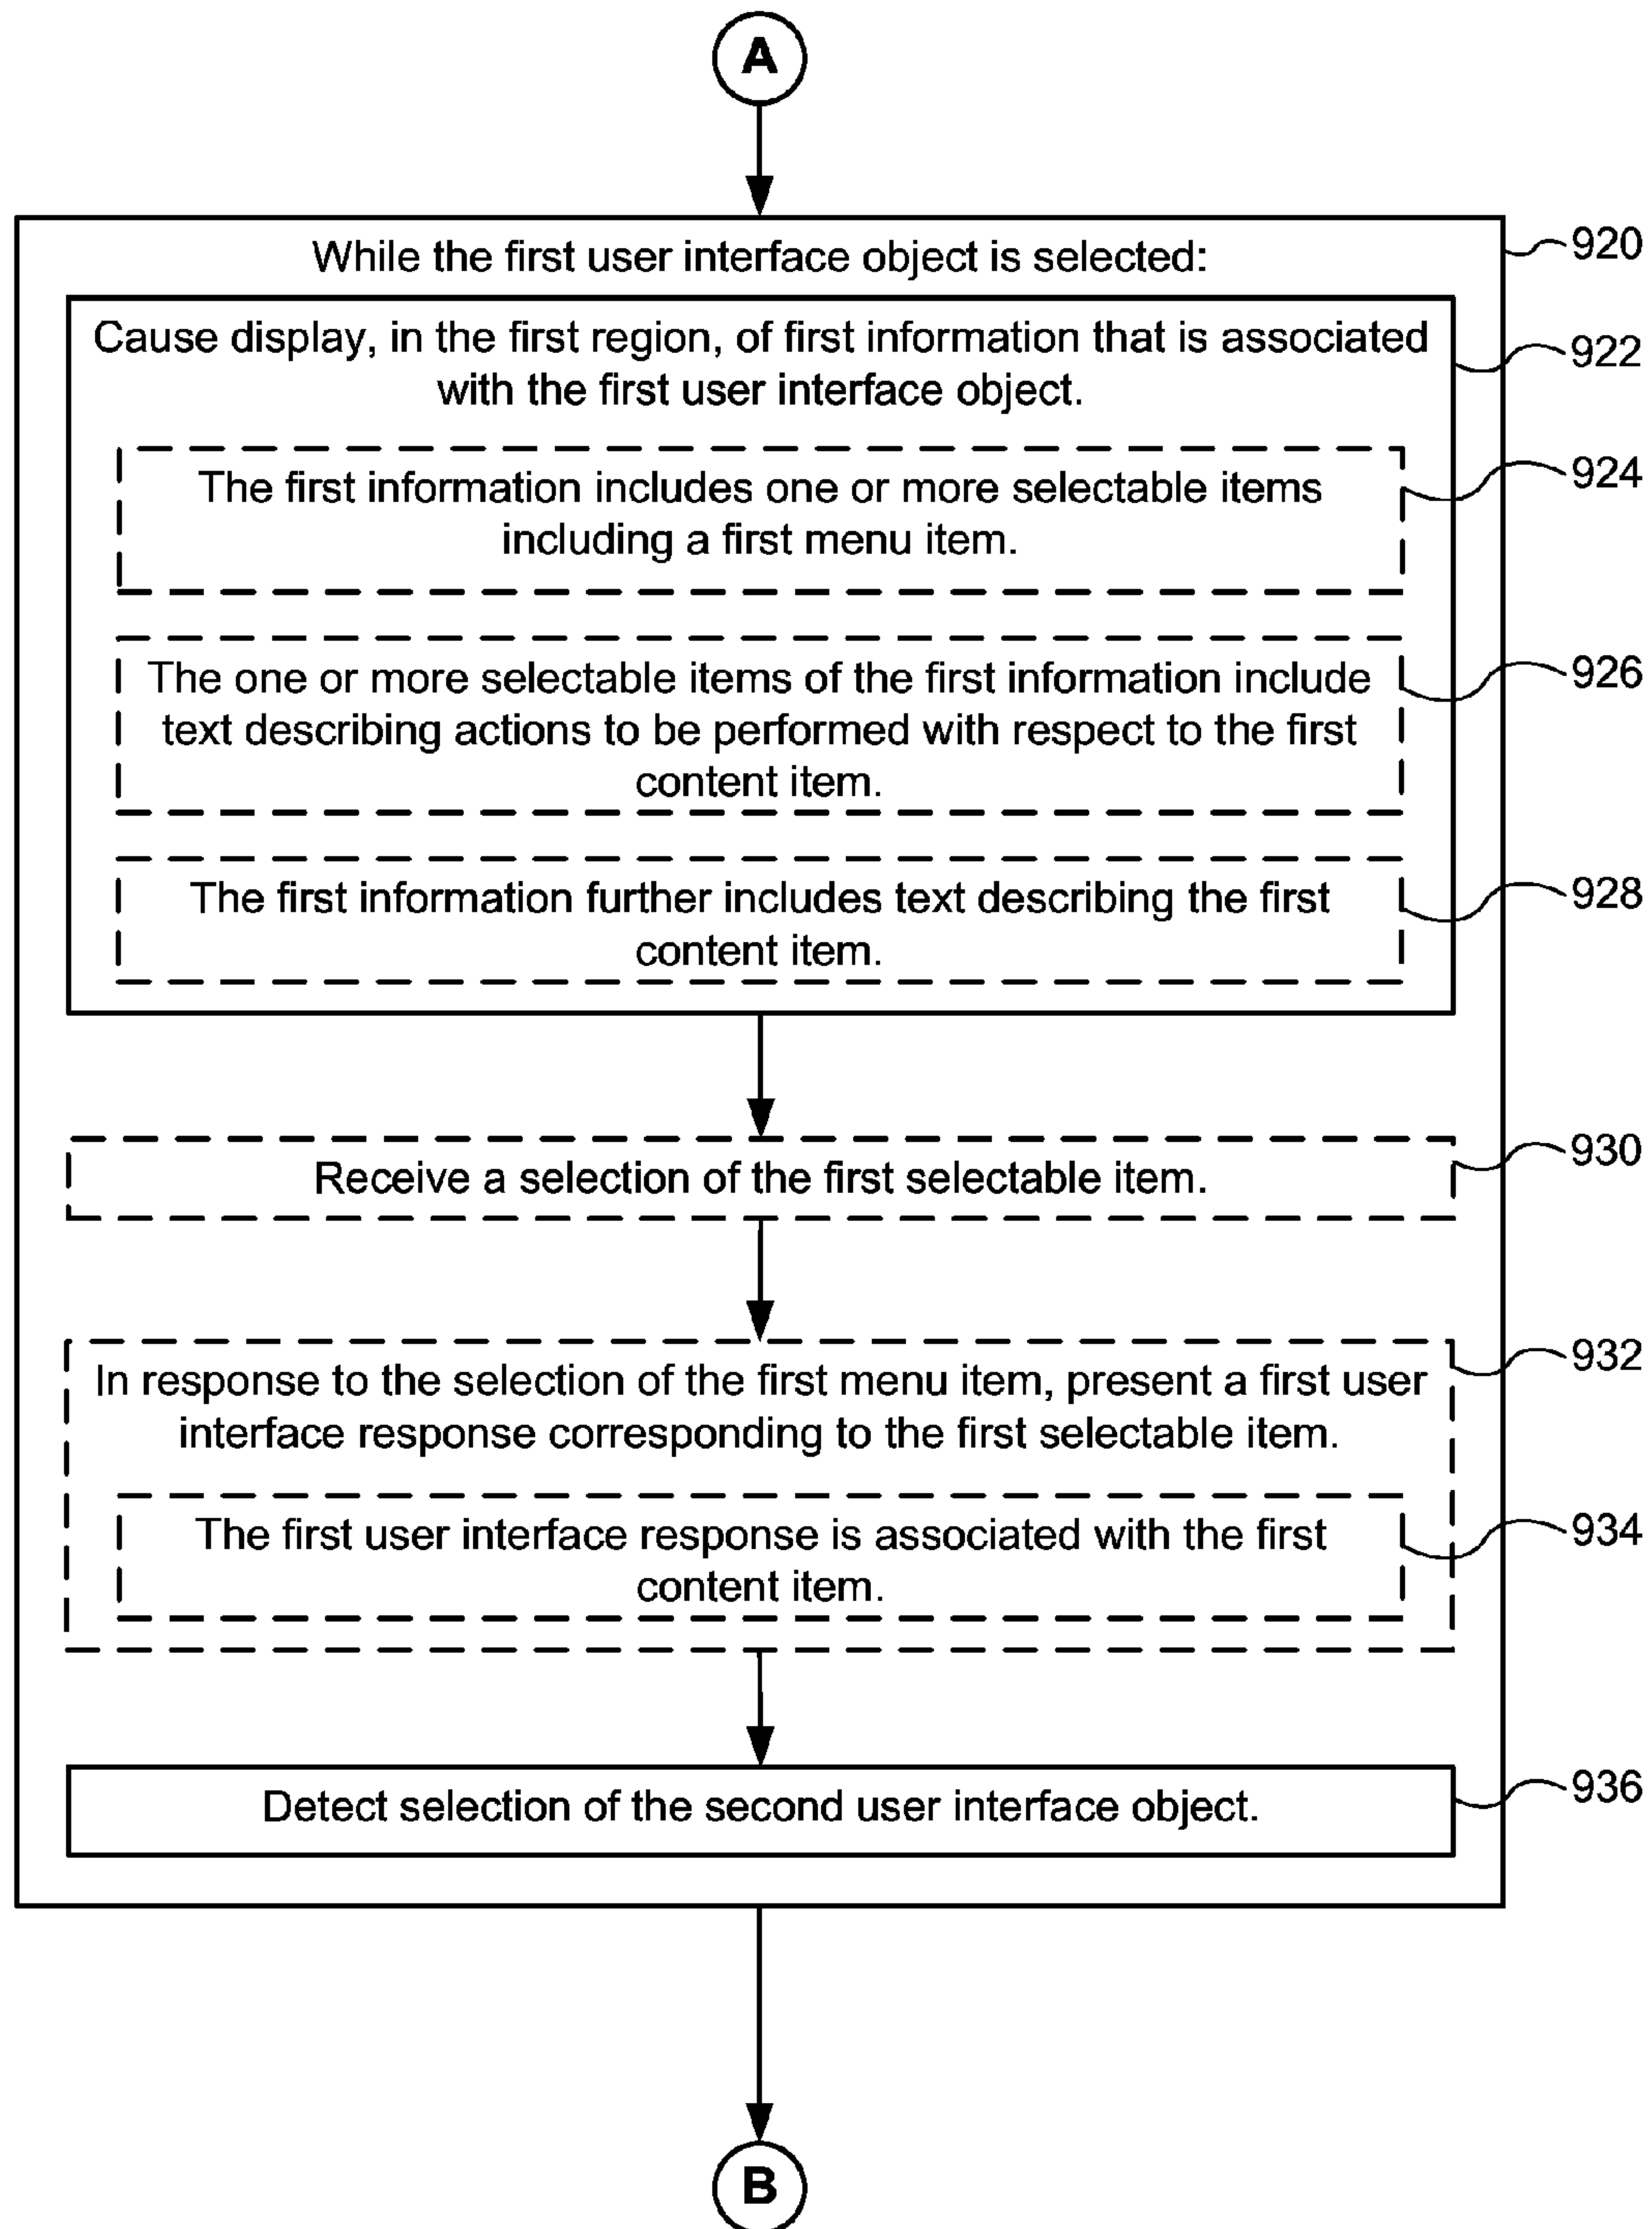 A
While the first user interface object is selected:
920
Cause display, in the first region, of first information that is associated
with the first user interface object.
922
The first information includes one or more selectable items
including a first menu item.
924
The one or more selectable items of the first information include
text describing actions to be performed with respect to the first
content item.
926
The first information further includes text describing the first
content item.
928
Receive a selection of the first selectable item.
930
In response to the selection of the first menu item, present a first user
interface response corresponding to the first selectable item.
932
The first user interface response is associated with the first
content item.
934
Detect selection of the second user interface object.
936
B